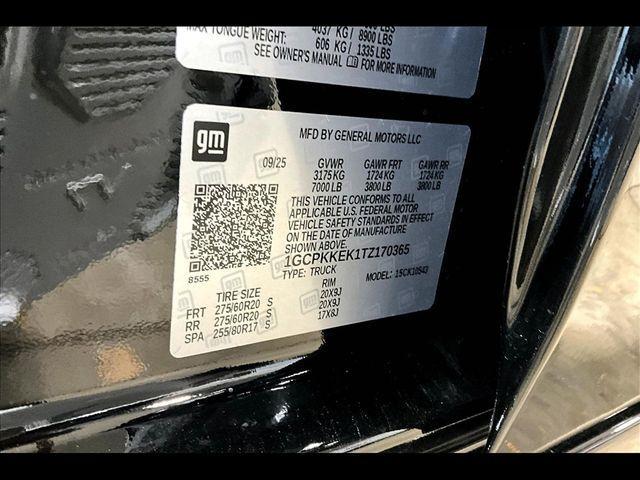 MAX TONGUE WEIGHT: 4037 KG / 8900 LBS
606 KG / 1335 LBS
SEE OWNER'S MANUAL FOR MORE INFORMATION
gm
MFD BY GENERAL MOTORS LLC
09/25 GVWR GAWR FRT GAWR RR
3175 KG 1724 KG 1724 KG
7000 LB 3800 LB 3800 LB
THIS VEHICLE CONFORMS TO ALL
APPLICABLE U.S. FEDERAL MOTOR
VEHICLE SAFETY STANDARDS IN EFFECT
ON THE DATE OF MANUFACTURE
SHOWN ABOVE.
1GCPKKEK1TZ170365
8555 TYPE: TRUCK MODEL: 15CK10543
TIRE SIZE RIM
FRT 275/60R20 S 20X9J
RR 275/60R20 S 20X9J
SPA 255/80R17 S 17X8J